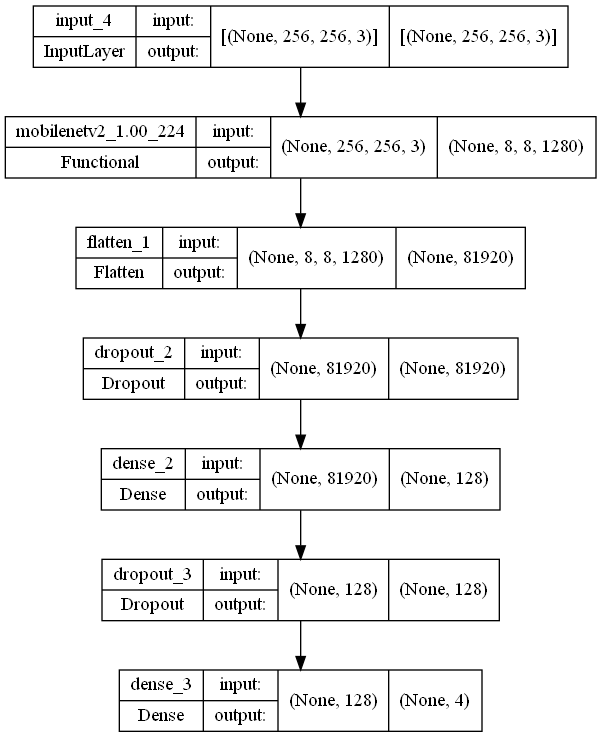 input_4 input: [(None, 256, 256, 3)] [(None, 256, 256, 3)]
InputLayer output:
mobilenetv2_1.00_224 input: (None, 256, 256, 3) (None, 8, 8, 1280)
Functional output:
flatten_1 input: (None, 8, 8, 1280) (None, 81920)
Flatten output:
dropout_2 input: (None, 81920) (None, 81920)
Dropout output:
dense_2 input: (None, 81920) (None, 128)
Dense output:
dropout_3 input: (None, 128) (None, 128)
Dropout output:
dense_3 input: (None, 128) (None, 4)
Dense output: